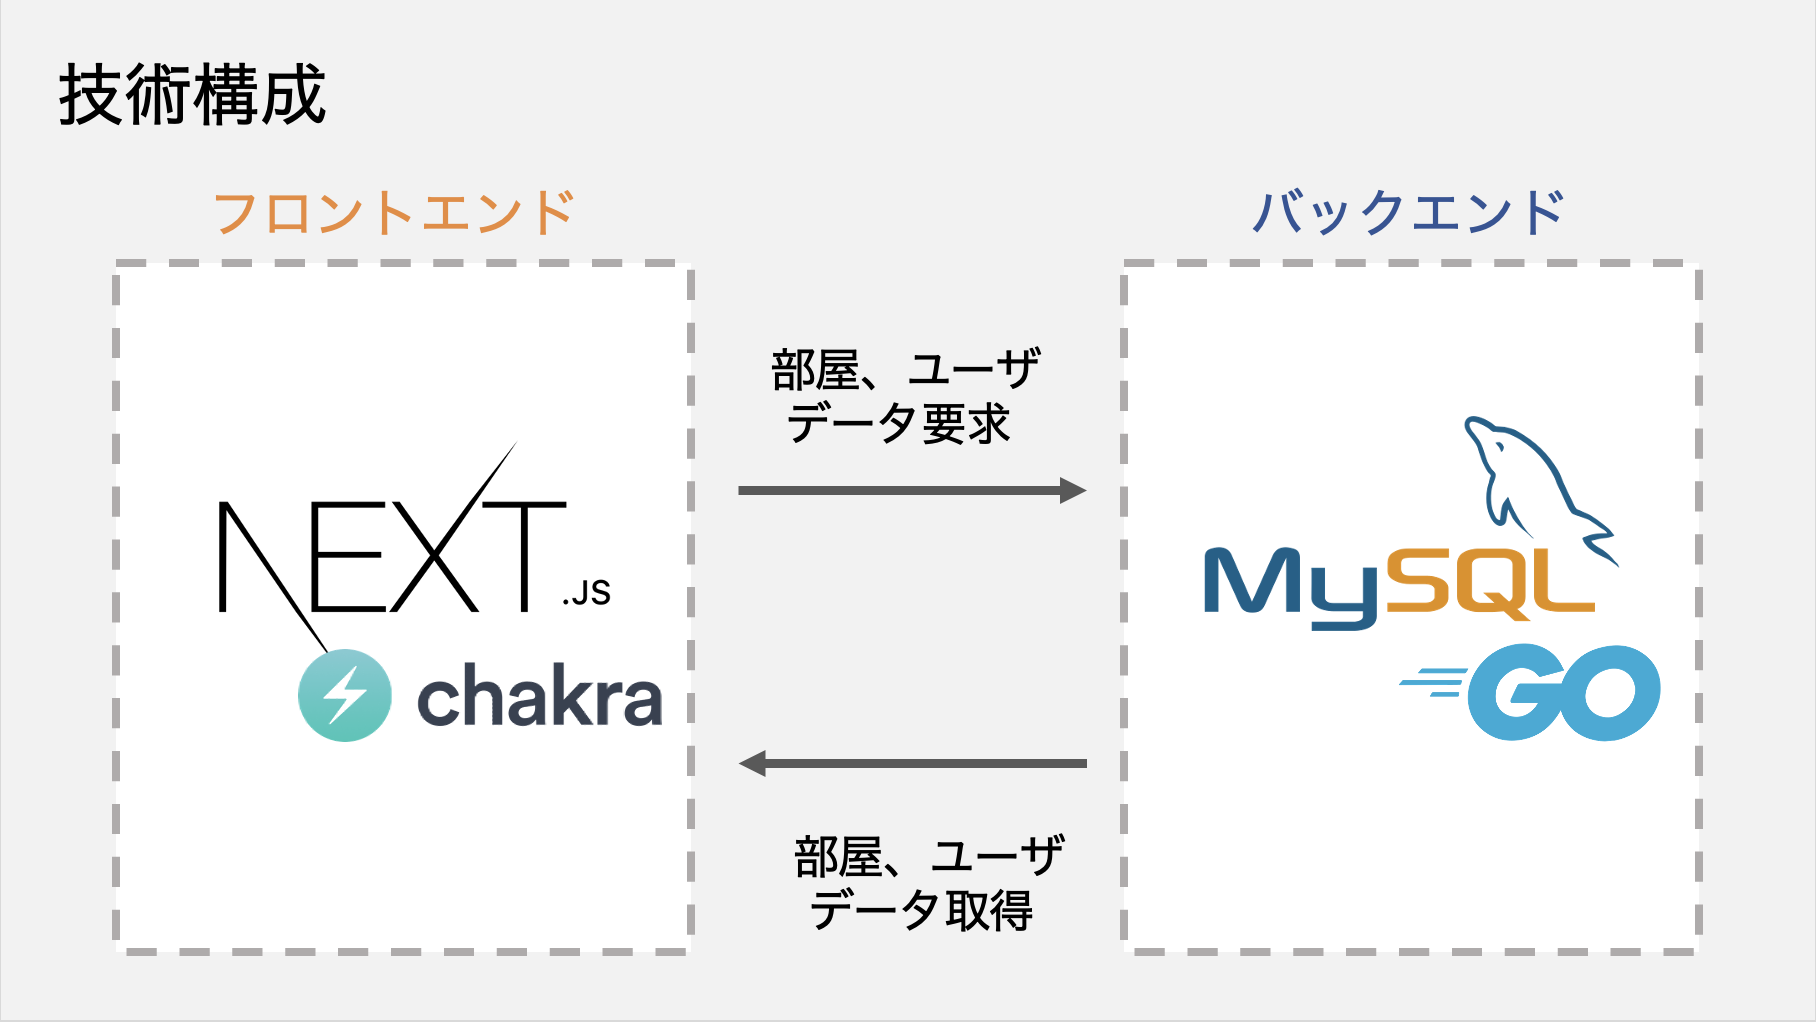 技術構成
フロントエンド
バックエンド
部屋、ユーザ
データ要求
NEXT.JS
chakra
MySQL
GO
部屋、ユーザ
データ取得